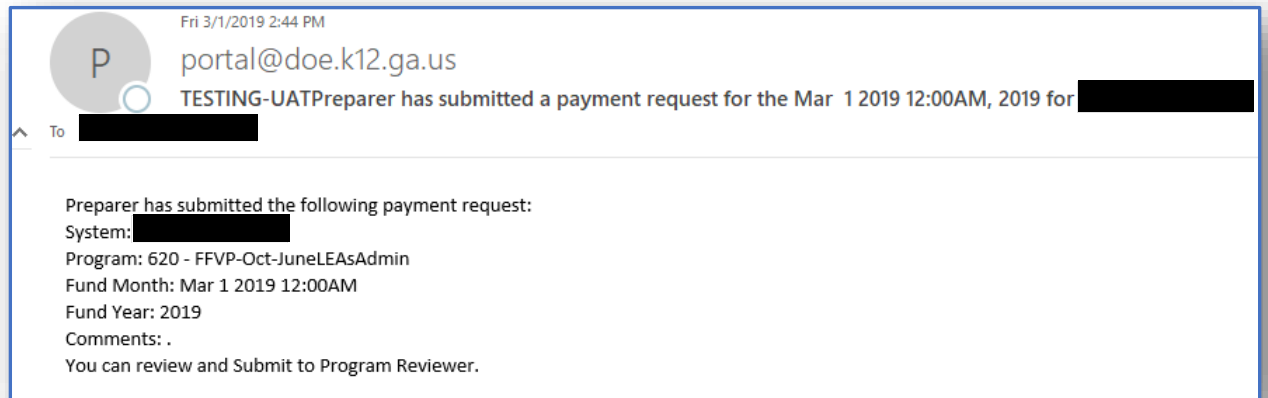 Fri 3/1/2019 2:44 PM
P
portal@doe.k12.ga.us
TESTING-UATPreparer has submitted a payment request for the Mar 1 2019 12:00AM, 2019 for
To
Preparer has submitted the following payment request:
System:
Program: 620 - FFVP-Oct-JuneLEAsAdmin
Fund Month: Mar 1 2019 12:00AM
Fund Year: 2019
Comments: .
You can review and Submit to Program Reviewer.